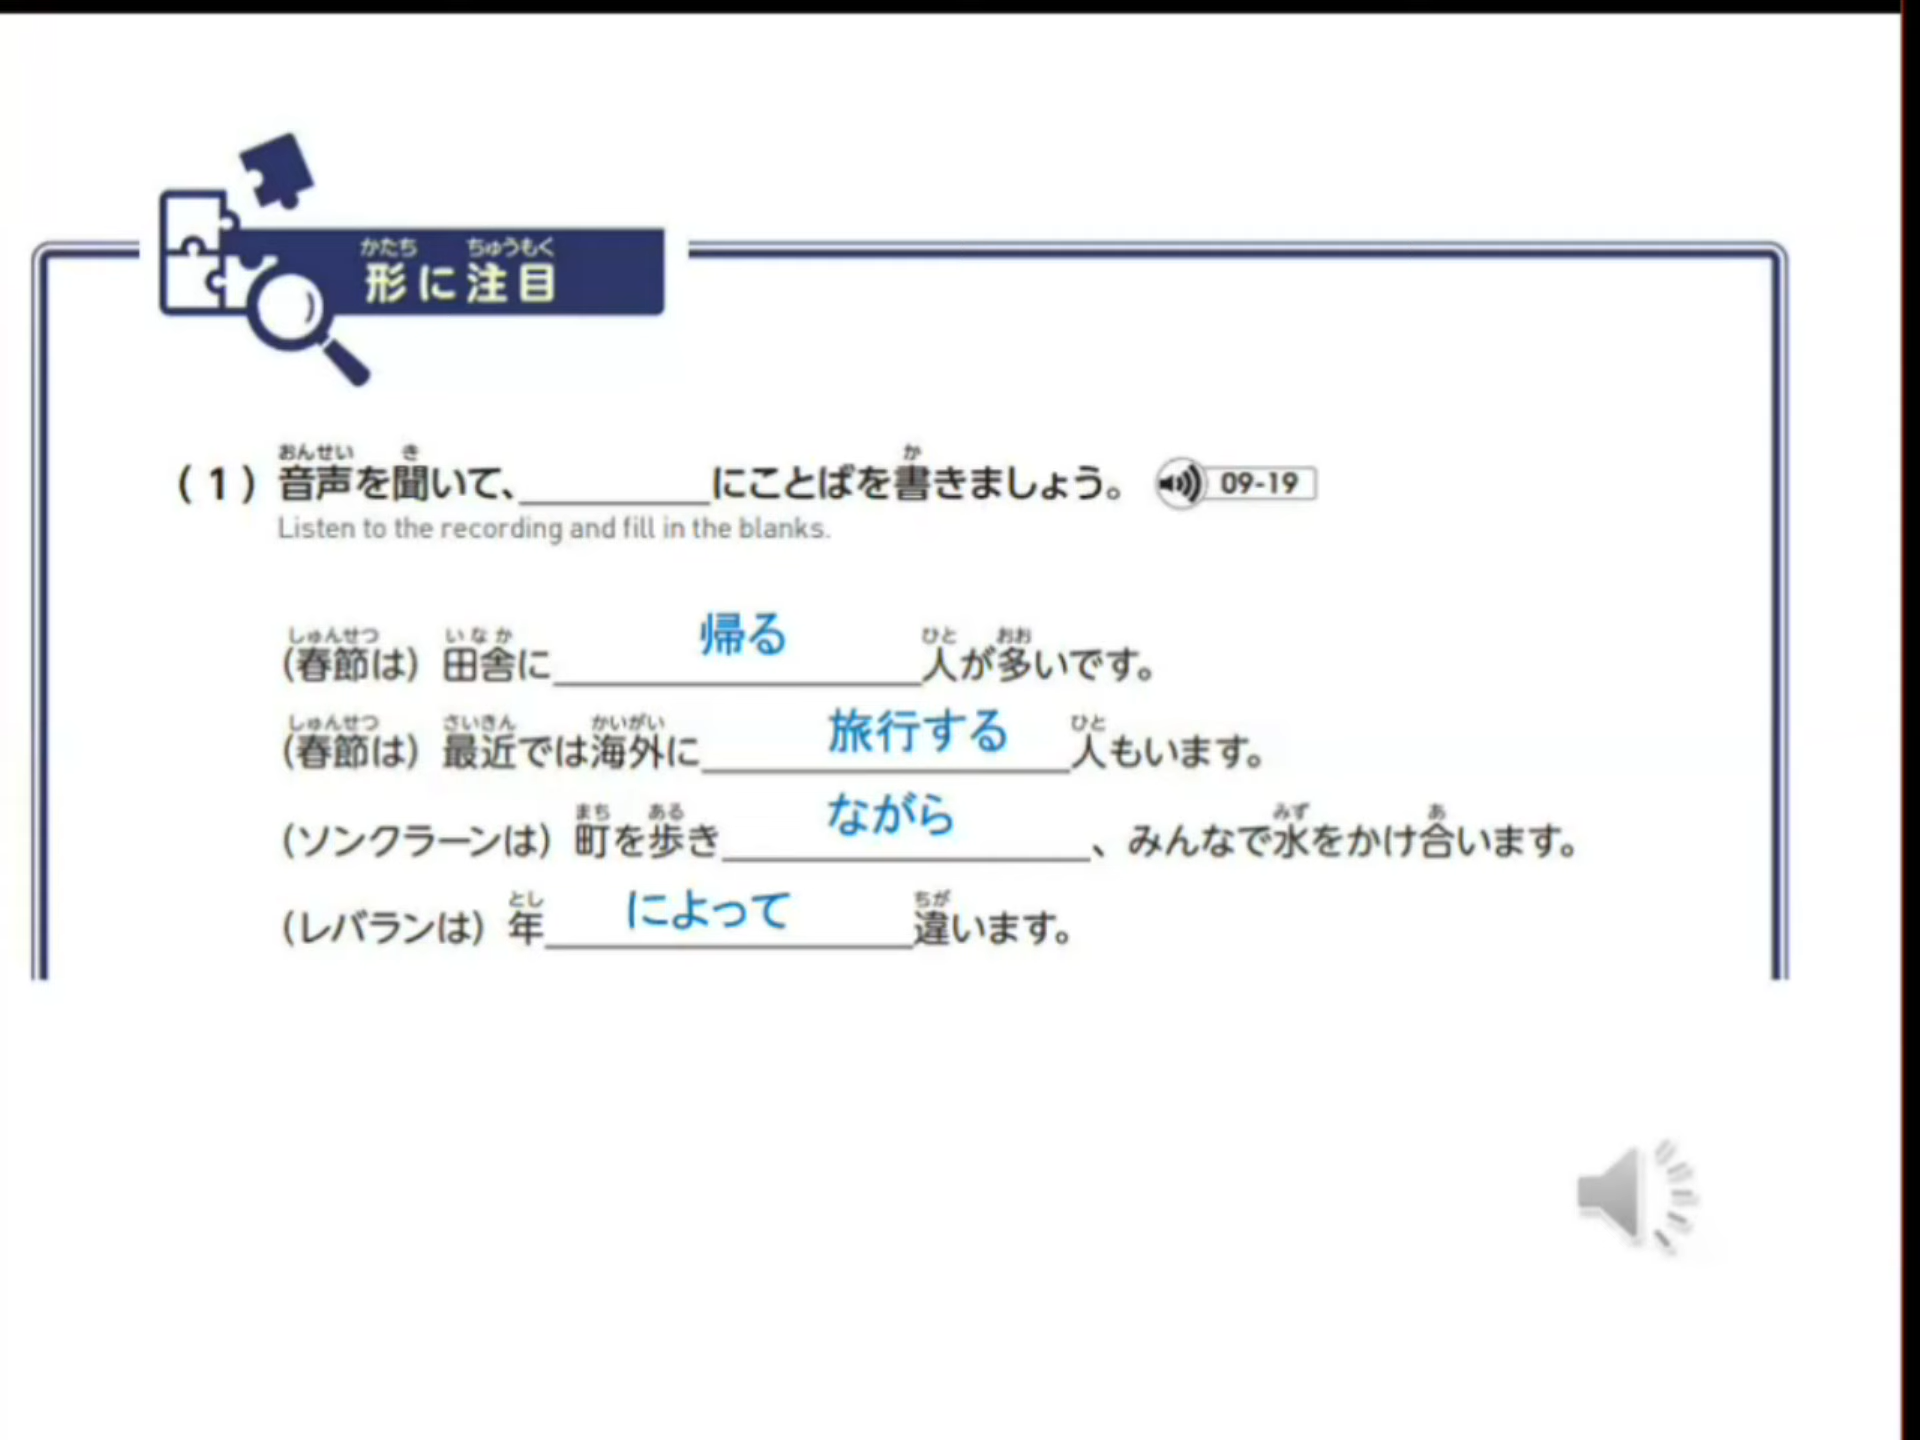 かたち ちゅうもく
形に注目
おんせい き か
(1) 音声を聞いて、________にことばを書きましょう。 09-19
Listen to the recording and fill in the blanks.
しゅんせつ いなか ひと おお
(春節は) 田舎に 帰る 人が多いです。
しゅんせつ さいきん かいがい ひと
(春節は) 最近では海外に 旅行する 人もいます。
まち ある みず あ
(ソンクラーンは) 町を歩き ながら 、みんなで水をかけ合います。
とし ちが
(レバランは) 年 によって 違います。